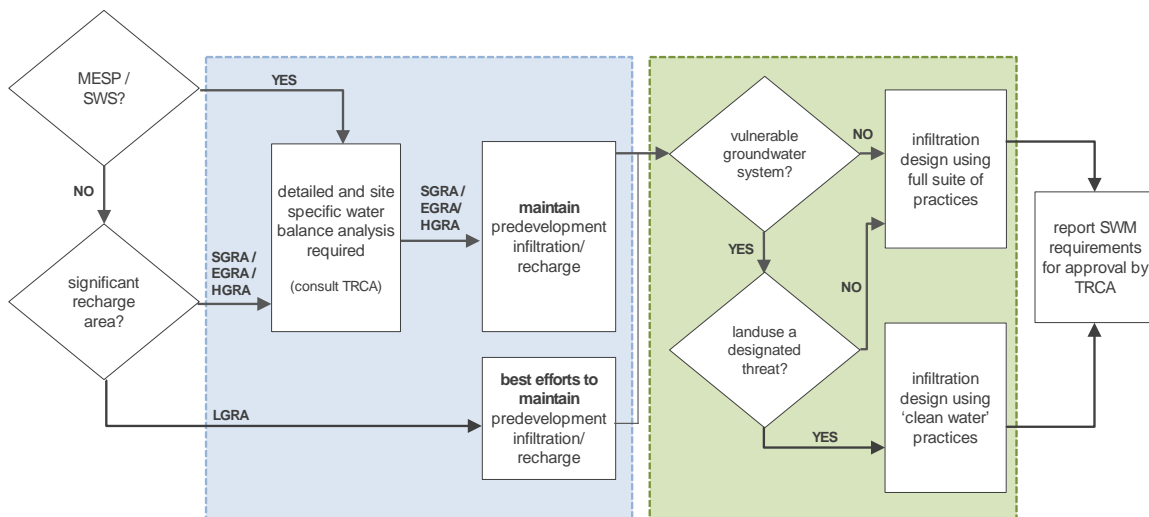 MESP /
SWS?
YES
NO
significant
recharge
area?
SGRA /
EGRA /
HGRA
LGRA
detailed and site
specific water
balance analysis
required
(consult TRCA)
SGRA /
EGRA/
HGRA
maintain
predevelopment
infiltration/
recharge
best efforts to
maintain
predevelopment
infiltration/
recharge
vulnerable
groundwater
system?
NO
YES
landuse a
designated
threat?
NO
YES
infiltration
design using
full suite of
practices
infiltration
design using
‘clean water’
practices
report SWM
requirements
for approval by
TRCA